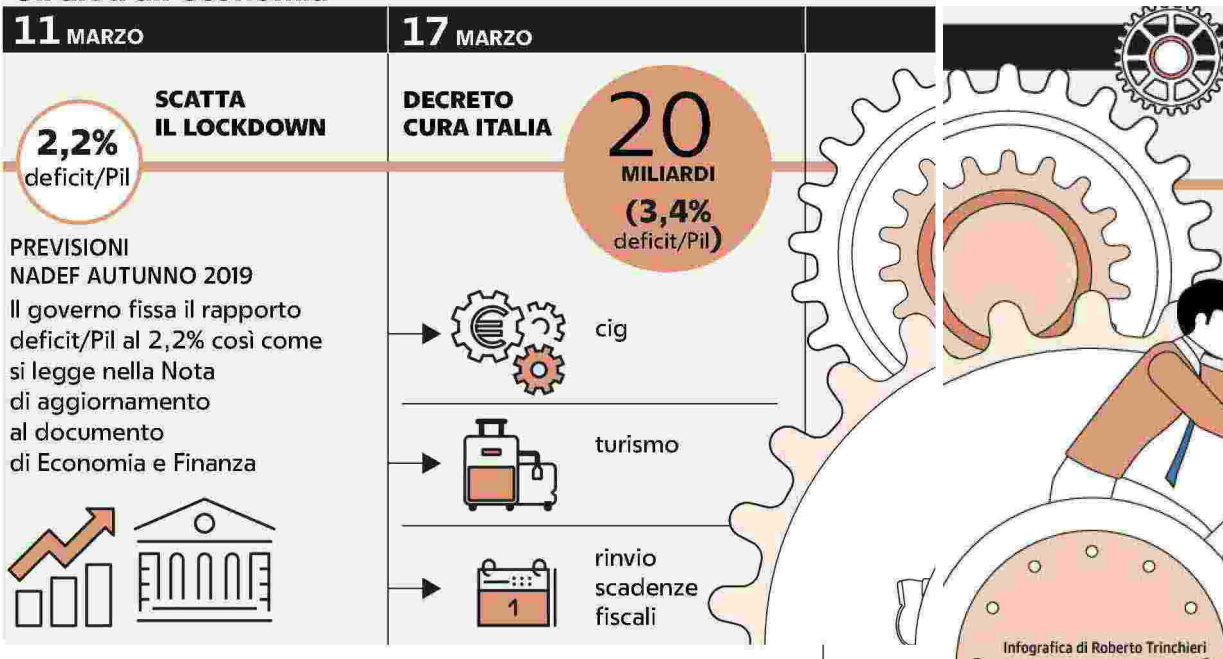 11 MARZO
2,2%
deficit/Pil
SCATTA
IL LOCKDOWN
PREVISIONI
NADEF AUTUNNO 2019
Il governo fissa il rapporto
deficit/Pil al 2,2% così come
si legge nella Nota
di aggiornamento
al documento
di Economia e Finanza
17 MARZO
DECRETO
CURA ITALIA
20
MILIARDI
(3,4%
deficit/Pil)
cig
turismo
1
rinvio
scadenze
fiscali
Infografica di Roberto Trinchieri